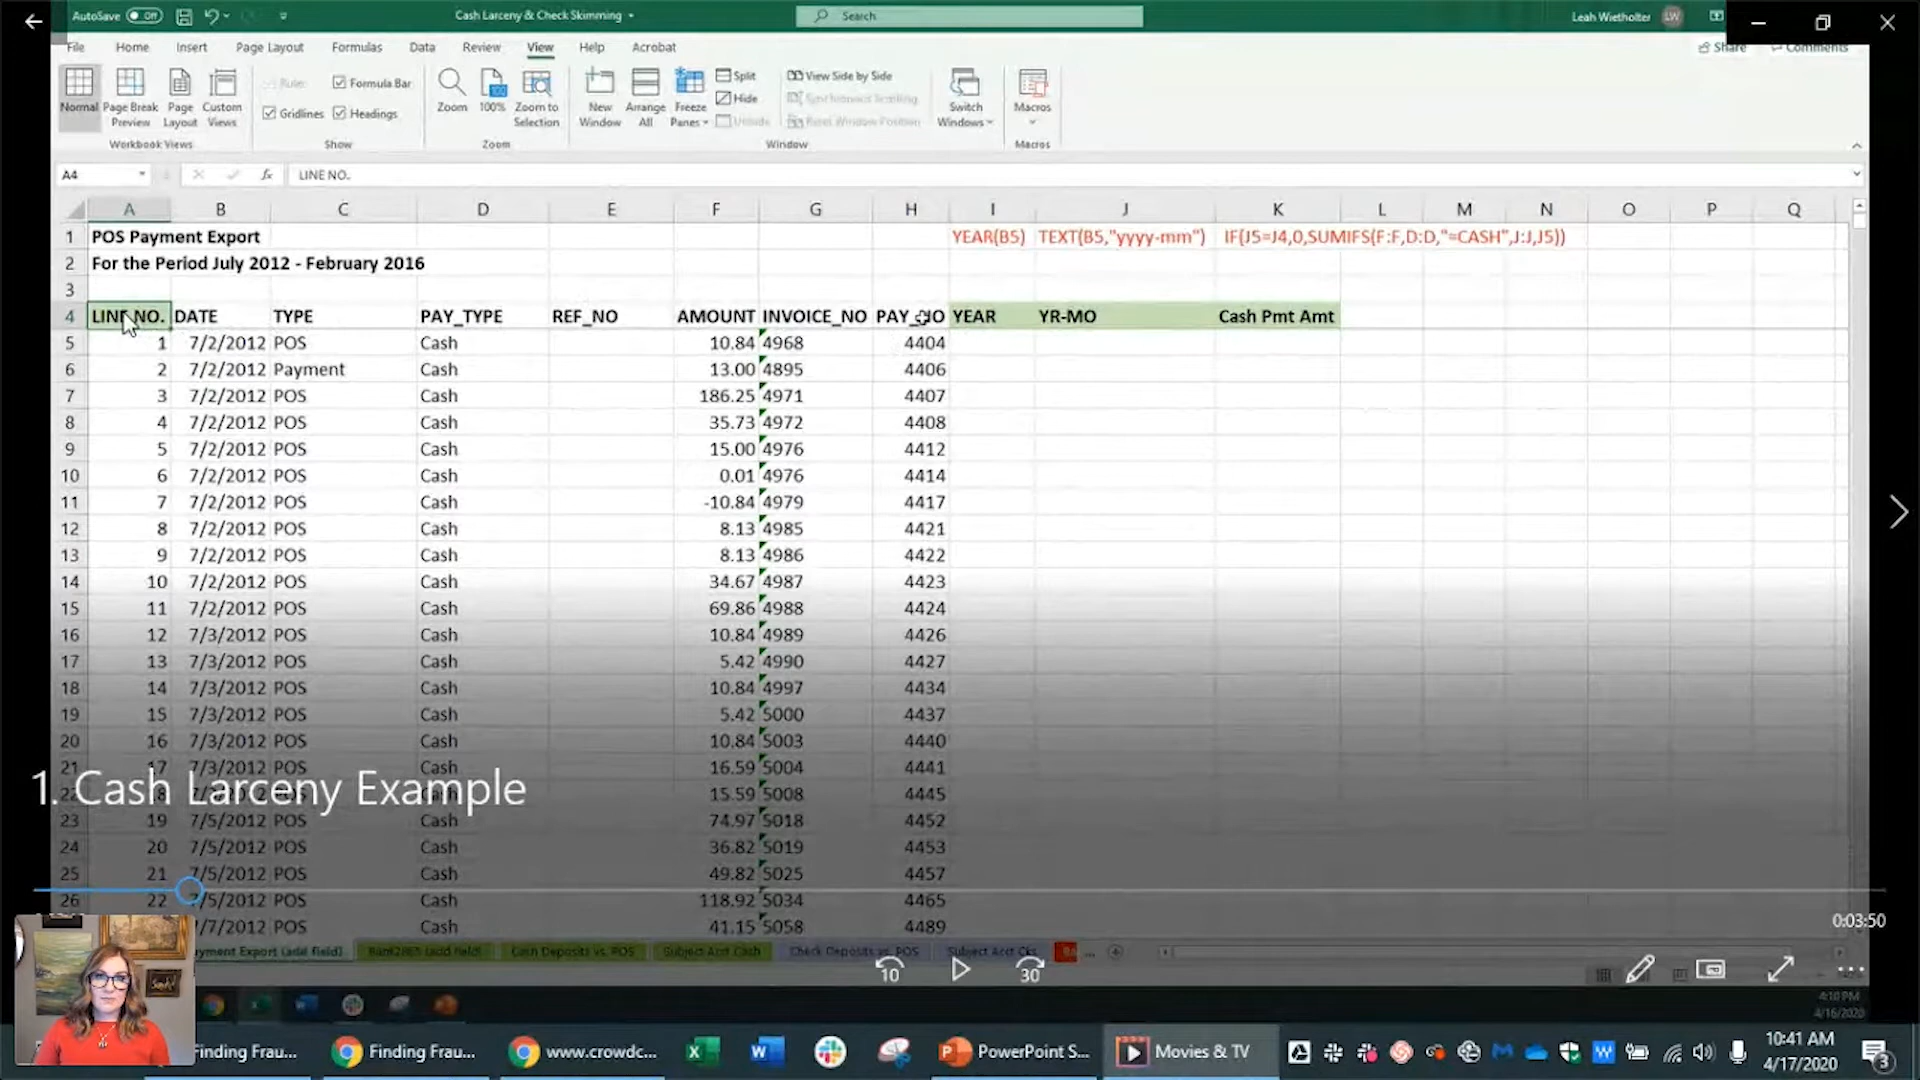 AutoSave Off
Cash Larceny & Check Skimming
Search
Leah Wietholter LW
File Home Insert Page Layout Formulas Data Review View Help Acrobat
Share Comments
Ruler
Formula Bar
Gridlines
Headings
Normal
Page Break Preview
Page Layout
Custom Views
Zoom
100%
Zoom to Selection
New Window
Arrange All
Freeze Panes
Split
Hide
Unhide
View Side by Side
Synchronous Scrolling
Reset Window Position
Switch Windows
Macros
Workbook Views Show Zoom Window Macros
A4 fx LINE NO.
A B C D E F G H I J K L M N O P Q
1 POS Payment Export YEAR(B5) TEXT(B5,"yyyy-mm") IF(J5=J4,0,SUMIFS(F:F,D:D,"=CASH",J:J,J5))
2 For the Period July 2012 - February 2016
3
4 LINE NO. DATE TYPE PAY_TYPE REF_NO AMOUNT INVOICE_NO PAY_NO YEAR YR-MO Cash Pmt Amt
5 1 7/2/2012 POS Cash 10.84 4968 4404
6 2 7/2/2012 Payment Cash 13.00 4895 4406
7 3 7/2/2012 POS Cash 186.25 4971 4407
8 4 7/2/2012 POS Cash 35.73 4972 4408
9 5 7/2/2012 POS Cash 15.00 4976 4412
10 6 7/2/2012 POS Cash 0.01 4976 4414
11 7 7/2/2012 POS Cash -10.84 4979 4417
12 8 7/2/2012 POS Cash 8.13 4985 4421
13 9 7/2/2012 POS Cash 8.13 4986 4422
14 10 7/2/2012 POS Cash 34.67 4987 4423
15 11 7/2/2012 POS Cash 69.86 4988 4424
16 12 7/3/2012 POS Cash 10.84 4989 4426
17 13 7/3/2012 POS Cash 5.42 4990 4427
18 14 7/3/2012 POS Cash 10.84 4997 4434
19 15 7/3/2012 POS Cash 5.42 5000 4437
20 16 7/3/2012 POS Cash 10.84 5003 4440
21 17 7/3/2012 POS Cash 16.59 5004 4441
1. Cash Larceny Example
15.59 5008 4445
23 19 7/5/2012 POS Cash 74.97 5018 4452
24 20 7/5/2012 POS Cash 36.82 5019 4453
25 21 7/5/2012 POS Cash 49.82 5025 4457
26 22 7/5/2012 POS Cash 118.92 5034 4465
7/7/2012 POS Cash 41.15 5058 4489
0:03:50
ayment Export (add field) Cash Deposits vs. POS Subject Acct Cash Check Deposits vs. POS Subject Acct Cks
10 30
4:10 PM
4/16/2020
Finding Frau... Finding Frau... www.crowdc... PowerPoint S... Movies & TV
10:41 AM
4/17/2020
3